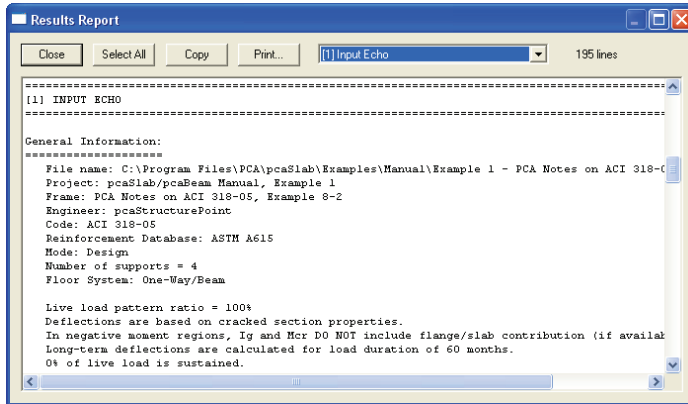 Results Report
Close Select All Copy Print... [1] Input Echo 195 lines
================================================================================
[1] INPUT ECHO
================================================================================
General Information:
====================
File name: C:\Program Files\PCA\pcaSlab\Examples\Manual\Example 1 - PCA Notes on ACI 318-0
Project: pcaSlab/pcaBeam Manual, Example 1
Frame: PCA Notes on ACI 318-05, Example 8-2
Engineer: pcaStructurePoint
Code: ACI 318-05
Reinforcement Database: ASTM A615
Mode: Design
Number of supports = 4
Floor System: One-Way/Beam
Live load pattern ratio = 100%
Deflections are based on cracked section properties.
In negative moment regions, Ig and Mcr DO NOT include flange/slab contribution (if availab
Long-term deflections are calculated for load duration of 60 months.
0% of live load is sustained.